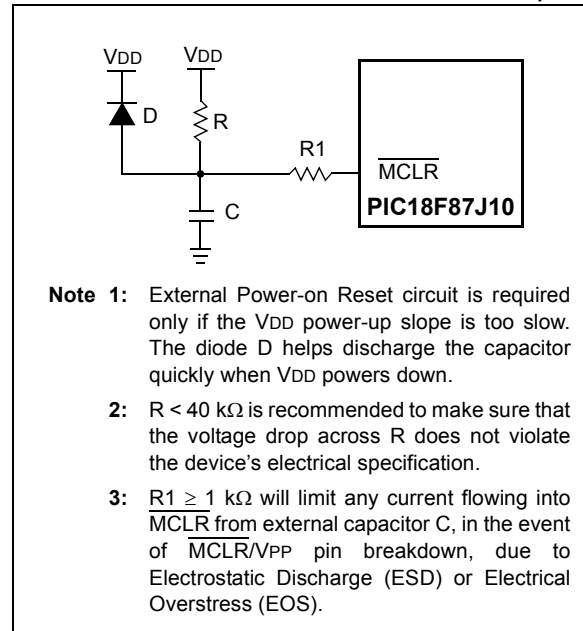 VDD VDD
D
R
R1
MCLR
C
PIC18F87J10
Note 1: External Power-on Reset circuit is required
only if the VDD power-up slope is too slow.
The diode D helps discharge the capacitor
quickly when VDD powers down.
2: R < 40 kΩ is recommended to make sure that
the voltage drop across R does not violate
the device's electrical specification.
3: R1 ≥ 1 kΩ will limit any current flowing into
MCLR from external capacitor C, in the event
of MCLR/VPP pin breakdown, due to
Electrostatic Discharge (ESD) or Electrical
Overstress (EOS).